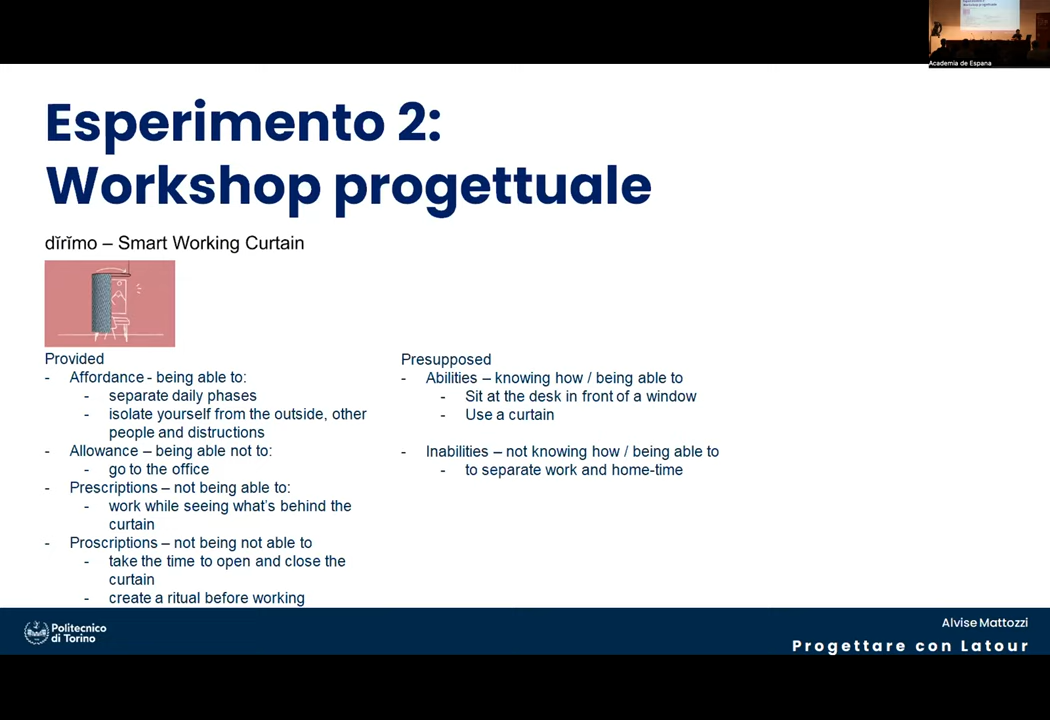 Academia de Espana
Esperimento 2:
Workshop progettuale
dĭrĭmo – Smart Working Curtain
Provided
- Affordance - being able to:
- separate daily phases
- isolate yourself from the outside, other
people and distructions
- Allowance – being able not to:
- go to the office
- Prescriptions – not being able to:
- work while seeing what's behind the
curtain
- Proscriptions – not being not able to
- take the time to open and close the
curtain
- create a ritual before working
Presupposed
- Abilities – knowing how / being able to
- Sit at the desk in front of a window
- Use a curtain
- Inabilities – not knowing how / being able to
- to separate work and home-time
Politecnico
di Torino
Alvise Mattozzi
Progettare con Latour